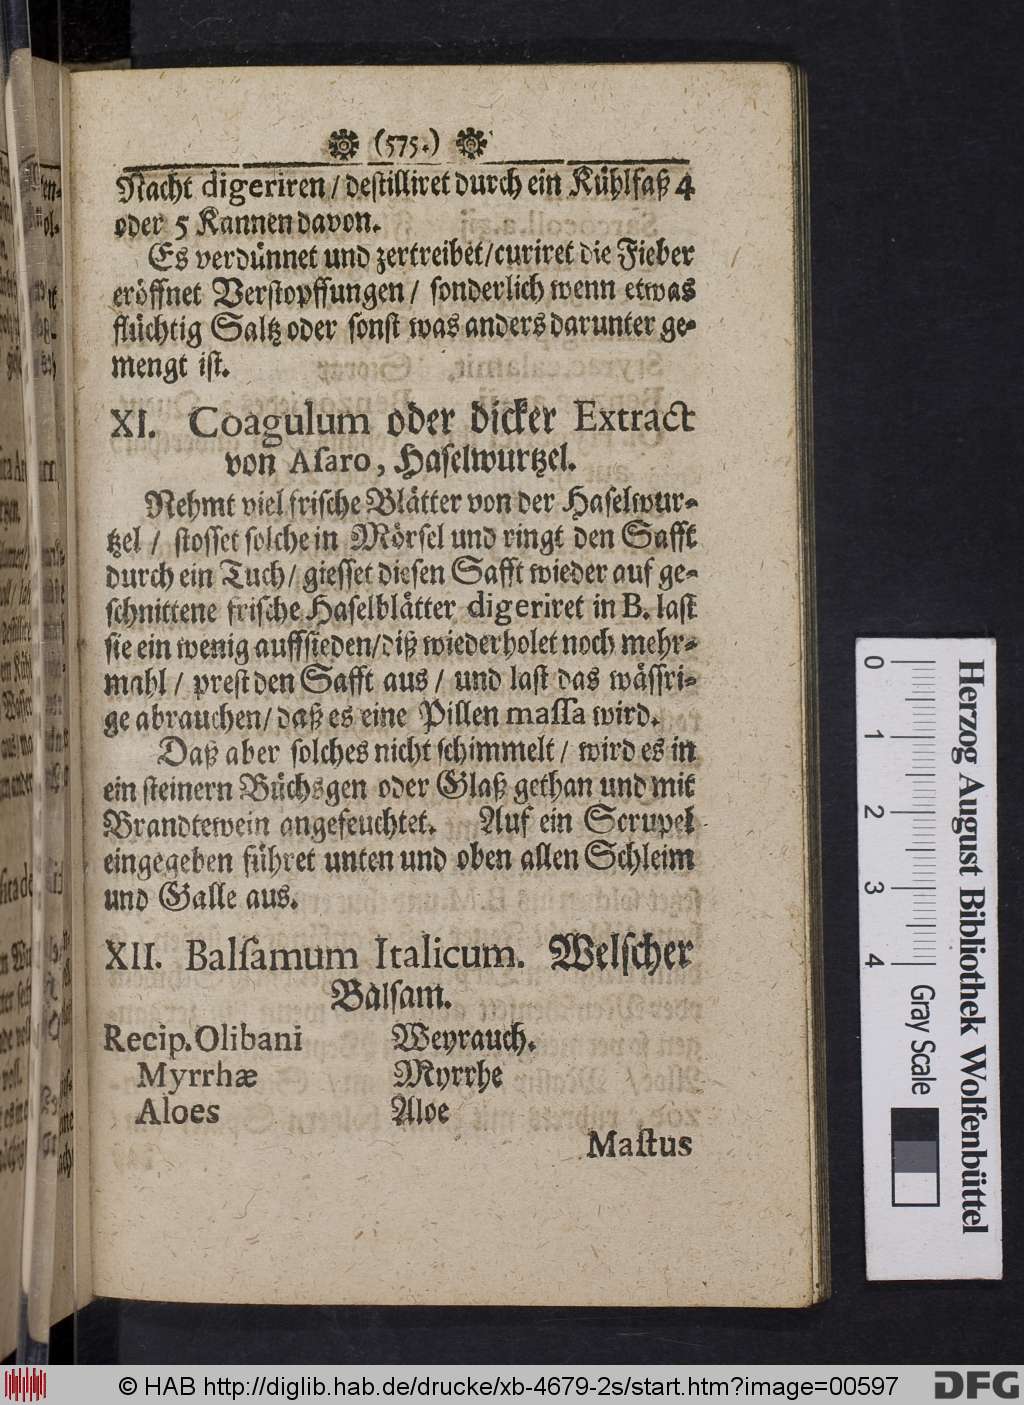 (575.)
Nacht digeriren / destilliret durch ein Kühlfaß 4
oder 5 Kannen davon.
Es verdünnet und zertreibet/curiret die Fieber
eröffnet Verstopffungen / sonderlich wenn etwas
flüchtig Saltz oder sonst was anders darunter ge-
mengt ist.
XI. Coagulum oder dicker Extract
von Asaro, Haselwurtzel.
Nehmt viel frische Blätter von der Haselwur-
tzel / stosset solche in Mörsel und ringt den Safft
durch ein Tuch / giesset diesen Safft wieder auf ge-
schnittene frische Haselblätter digeriret in B. last
sie ein wenig auffsieden/diß wiederholet noch mehr-
mahl / prest den Safft aus / und last das wässri-
ge abrauchen / daß es eine Pillen massa wird.
Daß aber solches nicht schimmelt / wird es in
ein steinern Büchsgen oder Glaß gethan und mit
Brandtewein angefeuchtet. Auf ein Scrupel
eingegeben führet unten und oben allen Schleim
und Galle aus.
XII. Balsamum Italicum. Welscher
Balsam.
Recip. Olibani Weyrauch.
Myrrhæ Myrrhe
Aloes Aloe
Mastus
Herzog August Bibliothek Wolfenbüttel
0 1 2 3 4
Gray Scale
© HAB http://diglib.hab.de/drucke/xb-4679-2s/start.htm?image=00597
DFG